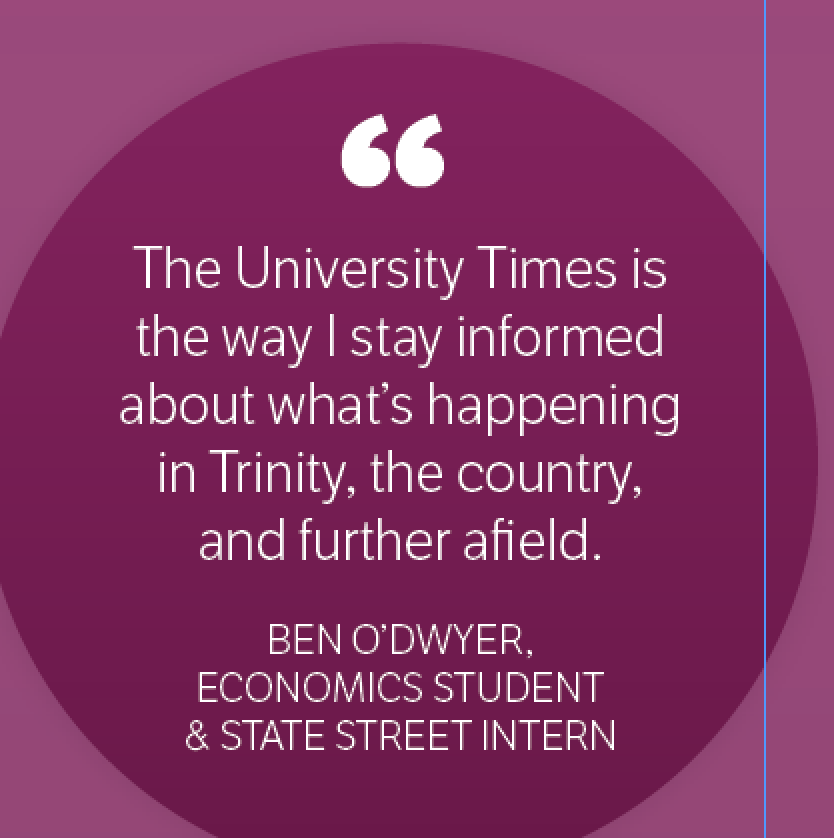 “
The University Times is
the way I stay informed
about what’s happening
in Trinity, the country,
and further afield.
BEN O’DWYER,
ECONOMICS STUDENT
& STATE STREET INTERN